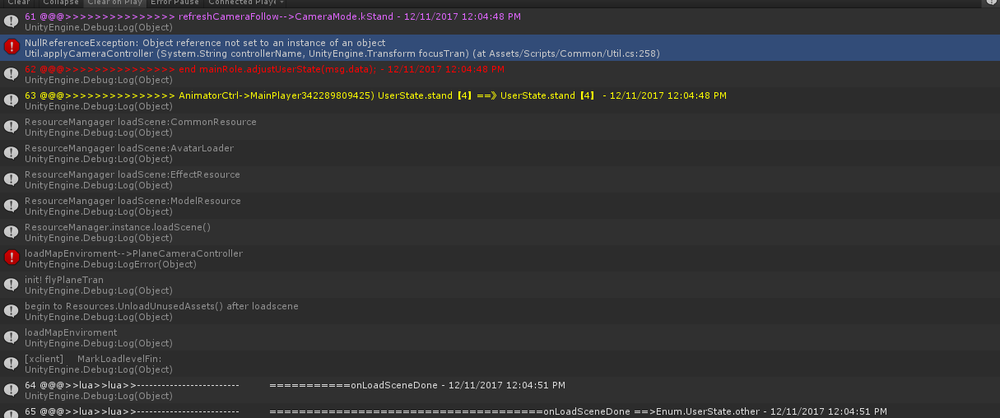 Clear Collapse Clear on Play Error Pause Connected Playe
61 @@@>>>>>>>>>>>>>>> refreshCameraFollow-->CameraMode.kStand - 12/11/2017 12:04:48 PM
UnityEngine.Debug:Log(Object)
NullReferenceException: Object reference not set to an instance of an object
Util.applyCameraController (System.String controllerName, UnityEngine.Transform focusTran) (at Assets/Scripts/Common/Util.cs:258)
62 @@@>>>>>>>>>>>>>>> end mainRole.adjustUserState(msg.data); - 12/11/2017 12:04:48 PM
UnityEngine.Debug:Log(Object)
63 @@@>>>>>>>>>>>>>>> AnimatorCtrl->MainPlayer342289809425) UserState.stand【4】==》UserState.stand【4】 - 12/11/2017 12:04:48 PM
UnityEngine.Debug:Log(Object)
ResourceMangager loadScene:CommonResource
UnityEngine.Debug:Log(Object)
ResourceMangager loadScene:AvatarLoader
UnityEngine.Debug:Log(Object)
ResourceMangager loadScene:EffectResource
UnityEngine.Debug:Log(Object)
ResourceMangager loadScene:ModelResource
UnityEngine.Debug:Log(Object)
ResourceManager.instance.loadScene()
UnityEngine.Debug:Log(Object)
loadMapEnviroment-->PlaneCameraController
UnityEngine.Debug:LogError(Object)
init! flyPlaneTran
UnityEngine.Debug:Log(Object)
begin to Resources.UnloadUnusedAssets() after loadscene
UnityEngine.Debug:Log(Object)
loadMapEnviroment
UnityEngine.Debug:Log(Object)
[xclient] MarkLoadlevelFin:
UnityEngine.Debug:Log(Object)
64 @@@>>lua>>lua>>------------------------- ===========onLoadSceneDone - 12/11/2017 12:04:51 PM
UnityEngine.Debug:Log(Object)
65 @@@>>lua>>lua>>------------------------- =====================================onLoadSceneDone ==>Enum.UserState.other - 12/11/2017 12:04:51 PM